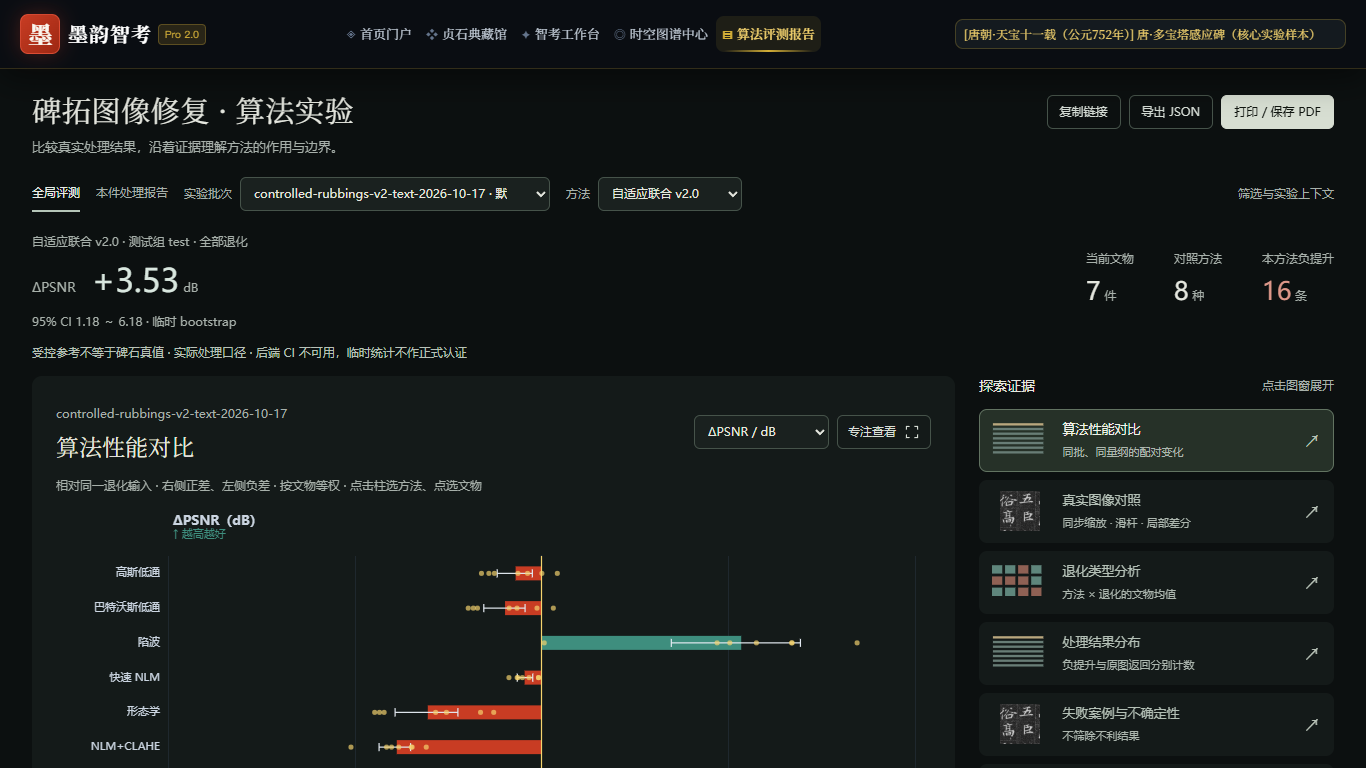 墨 墨韵智考 Pro 2.0 首页门户 贞石典藏馆 智考工作台 时空图谱中心 算法评测报告 [唐朝·天宝十一载（公元752年）] 唐·多宝塔感应碑（核心实验样本）
碑拓图像修复 · 算法实验
复制链接 导出 JSON 打印 / 保存 PDF
比较真实处理结果，沿着证据理解方法的作用与边界。
全局评测 本件处理报告 实验批次 controlled-rubbings-v2-text-2026-10-17 · 默 方法 自适应联合 v2.0 筛选与实验上下文
自适应联合 v2.0 · 测试组 test · 全部退化
ΔPSNR +3.53 dB
95% CI 1.18 ~ 6.18 · 临时 bootstrap
当前文物 对照方法 本方法负提升
7 件 8 种 16 条
受控参考不等于碑石真值 · 实际处理口径 · 后端 CI 不可用，临时统计不作正式认证
controlled-rubbings-v2-text-2026-10-17
算法性能对比
ΔPSNR / dB 专注查看
相对同一退化输入 · 右侧正差、左侧负差 · 按文物等权 · 点击柱选方法、点选文物
ΔPSNR (dB)
↑ 越高越好
高斯低通
巴特沃斯低通
陷波
快速 NLM
形态学
NLM+CLAHE
探索证据 点击图窗展开
算法性能对比
同批、同量纲的配对变化
真实图像对照
同步缩放 · 滑杆 · 局部差分
退化类型分析
方法 × 退化的文物均值
处理结果分布
负提升与原图返回分别计数
失败案例与不确定性
不筛除不利结果